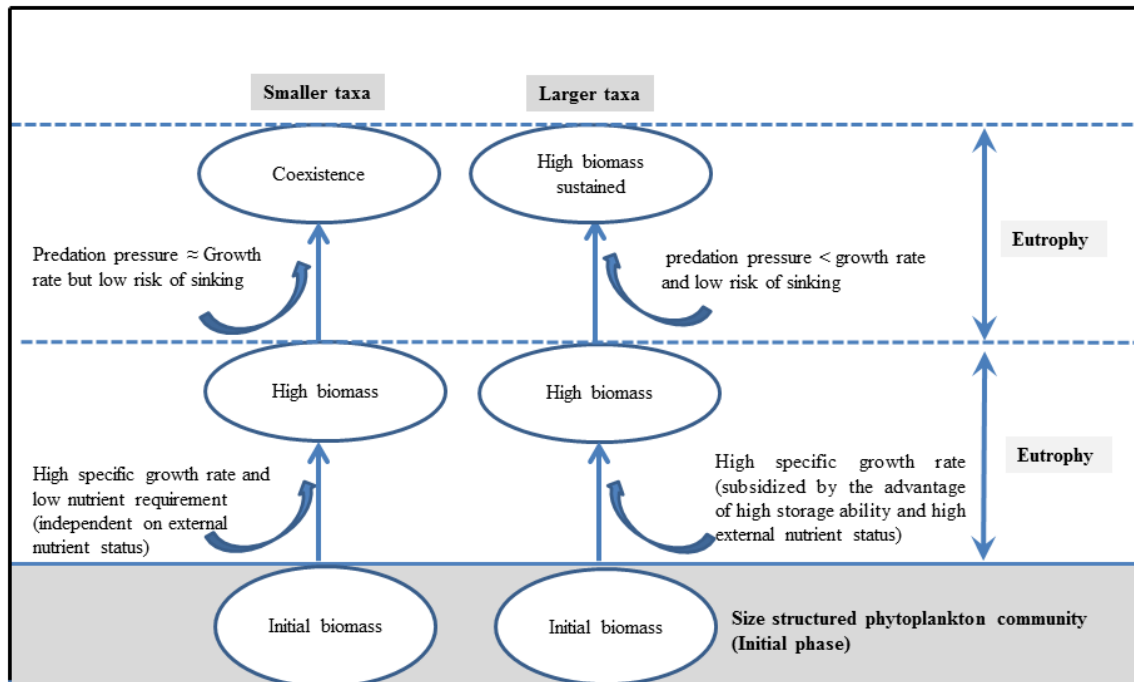 Smaller taxa
Larger taxa
Coexistence
High biomass
sustained
Predation pressure ≈ Growth
rate but low risk of sinking
predation pressure < growth rate
and low risk of sinking
Eutrophy
High biomass
High biomass
High specific growth rate and
low nutrient requirement
(independent on external
nutrient status)
High specific growth rate
(subsidized by the advantage
of high storage ability and high
external nutrient status)
Eutrophy
Initial biomass
Initial biomass
Size structured phytoplankton community
(Initial phase)